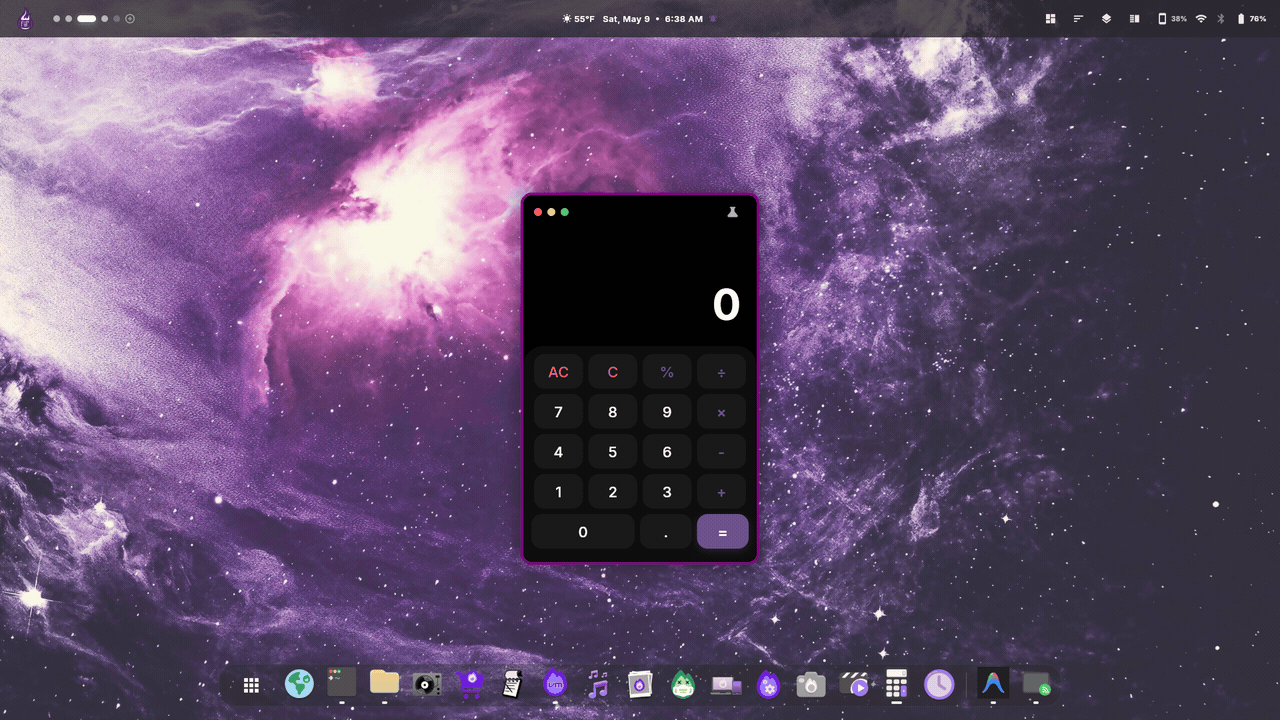 55°F Sat, May 9 • 6:38 AM
38% 76%
0
AC C % ÷
7 8 9 ×
4 5 6 -
1 2 3 +
0 . =